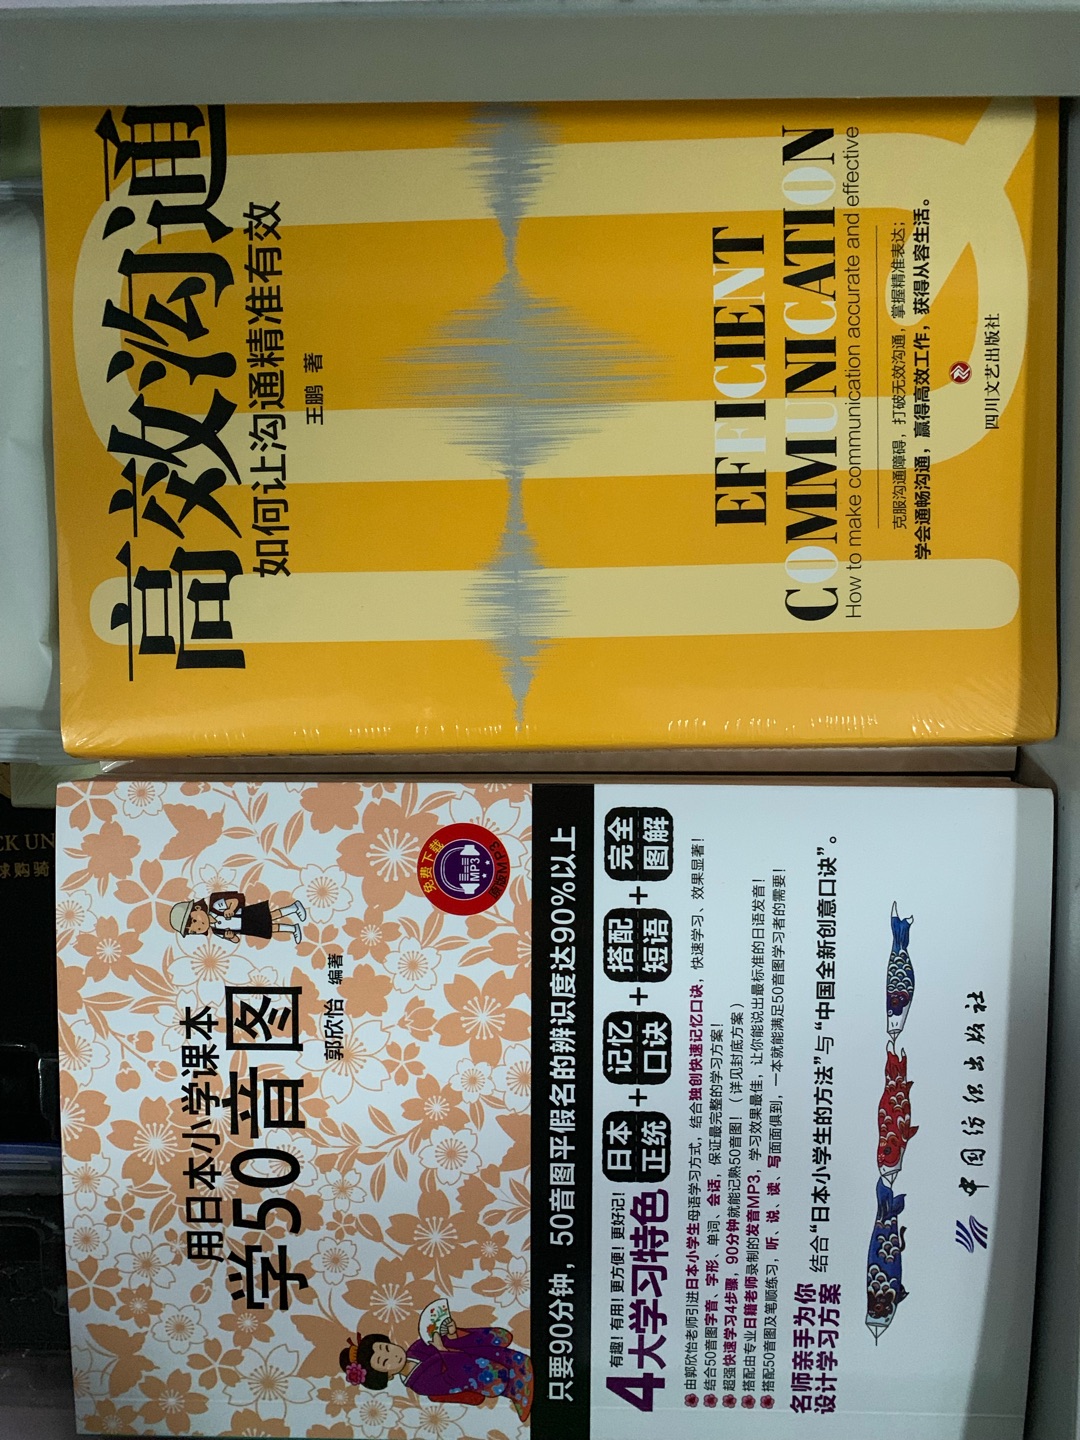 高效沟通
如何让沟通精准有效
王鹏 著
EFFICIENT
COMMUNICATION
How to make communication accurate and effective
克服沟通障碍，打破无效沟通，掌握精准表达；
学会通畅沟通，赢得高效工作，获得从容生活。
四川文艺出版社
用日本小学课本
学50音图
郭欣怡 编著
免费下载
MP3
只要90分钟，50音图平假名的辨识度达90%以上
有趣！有用！更方便！更好记！
4大学习特色
日本正统+记忆口诀+搭配短语+完全图解
由郭欣怡老师引进日本小学生母语学习方式，结合独创快速记忆口诀，快速学习、效果显著！
结合50音图字音、字形、单词、会话，保证最完整的学习方案！
超强快速学习4步骤，90分钟就能记熟50音图！（详见封底方案）
搭配由专业日籍老师录制的发音MP3，学习效果最佳，让你能说出最标准的日语发音！
搭配50音图及笔顺练习，听、说、读、写面面俱到，一本就能满足50音图学习者的需要！
名师亲手为你
设计学习方案
结合“日本小学生的方法”与“中国全新创意口诀”。
中国纺织出版社
CK UN